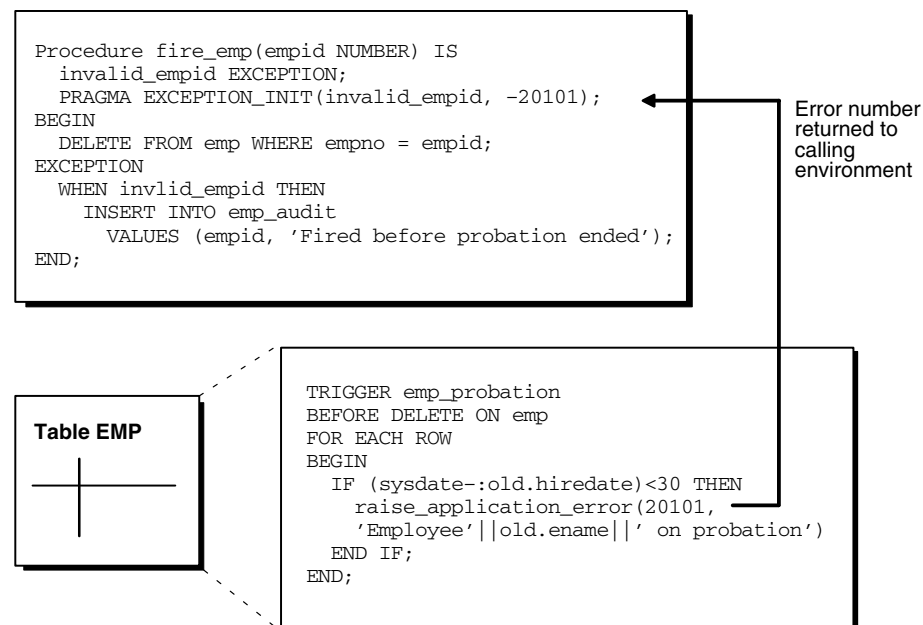 Procedure fire_emp(empid NUMBER) IS
invalid_empid EXCEPTION;
PRAGMA EXCEPTION_INIT(invalid_empid, −20101);
BEGIN
DELETE FROM emp WHERE empno = empid;
EXCEPTION
WHEN invlid_empid THEN
INSERT INTO emp_audit
VALUES (empid, ’Fired before probation ended’);
END;
Error number
returned to
calling
environment
Table EMP
TRIGGER emp_probation
BEFORE DELETE ON emp
FOR EACH ROW
BEGIN
IF (sysdate−:old.hiredate)<30 THEN
raise_application_error(20101,
’Employee’||old.ename||’ on probation’)
END IF;
END;